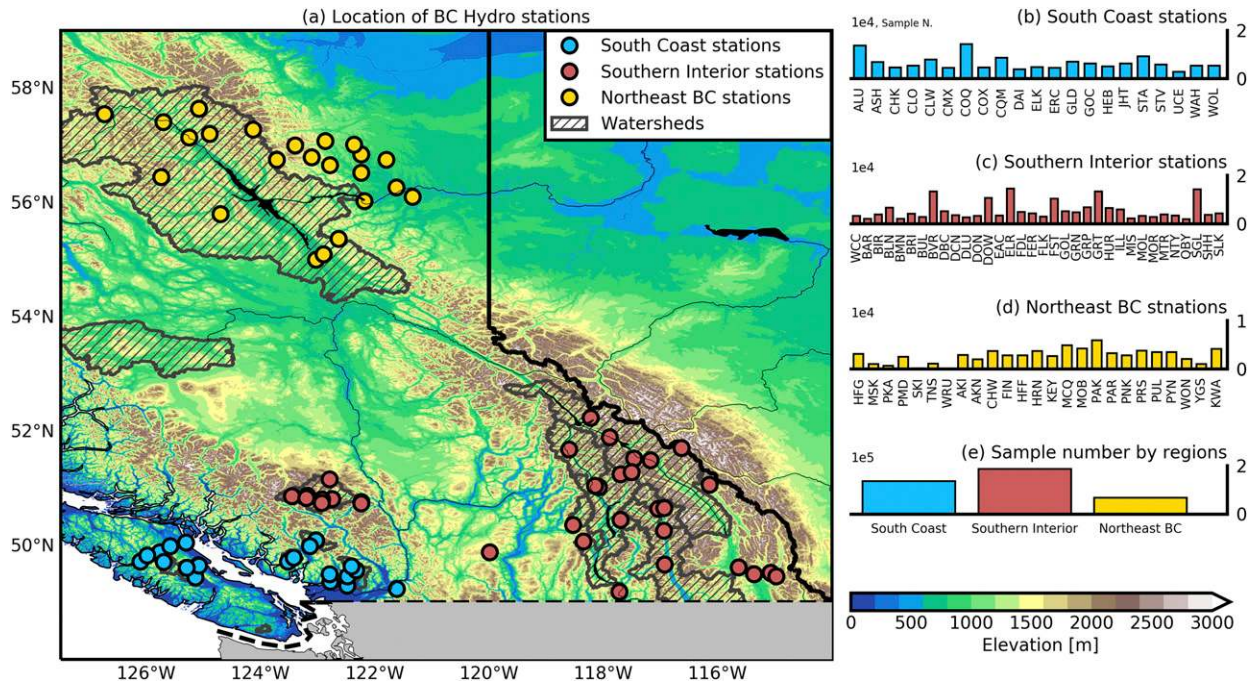 (a) Location of BC Hydro stations
South Coast stations
Southern Interior stations
Northeast BC stations
Watersheds
58°N
56°N
54°N
52°N
50°N
126°W
124°W
122°W
120°W
118°W
116°W
1e4, Sample N.
(b) South Coast stations
2
0
ALU ASH CHK CLO CLW CMX COQ COX CQM DAI ELK ERC GLD GOC HEB JHT STA STV UCE WAH WOL
1e4
(c) Southern Interior stations
2
0
WCC BAR BIR BLN BMN BRI BUL BVR DBC DCN DLU DON DOW EAC ELR FDL FER FLK FST GOL GRN GRP GRT HUR ILL MIS MOL MOR MTR NTY QBY SGL SHH SLK
1e4
(d) Northeast BC stnations
1
0
HFG MSK PKA PMD SKI TNS WRU AKI AKN CHW FIN HFF HRN KEY MCQ MOB PAK PAR PNK PRS PUL PYN WON YGS KWA
1e5
(e) Sample number by regions
2
0
South Coast
Southern Interior
Northeast BC
0 500 1000 1500 2000 2500 3000
Elevation [m]